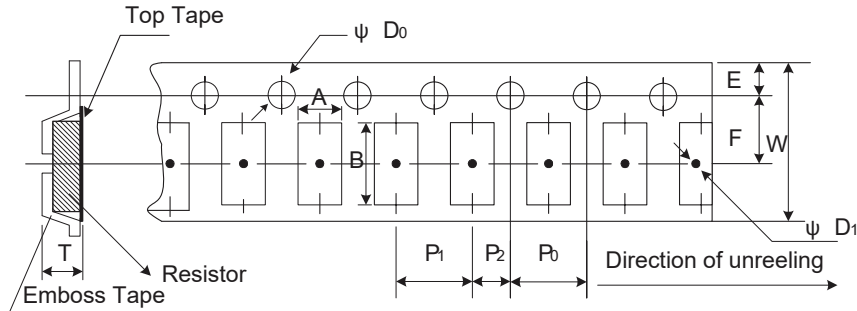 Top Tape
ψ D0
E
A
F
W
B
ψ D1
T
Resistor
P1
P2
P0
Direction of unreeling
Emboss Tape